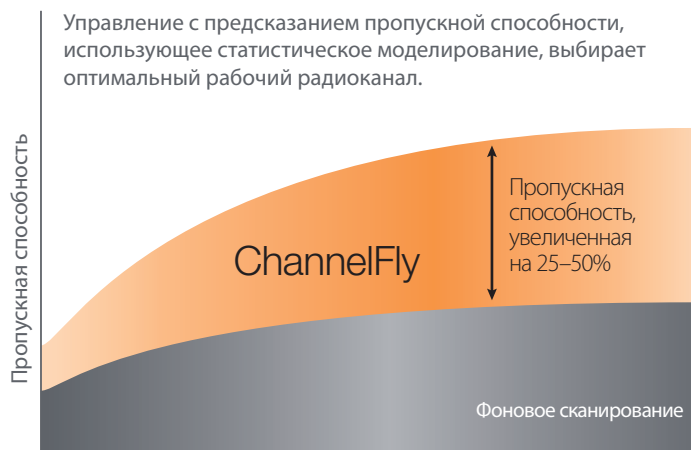 Управление с предсказанием пропускной способности,
использующее статистическое моделирование, выбирает
оптимальный рабочий радиоканал.
Пропускная способность
ChannelFly
Пропускная
способность,
увеличенная
на 25–50%
Фоновое сканирование